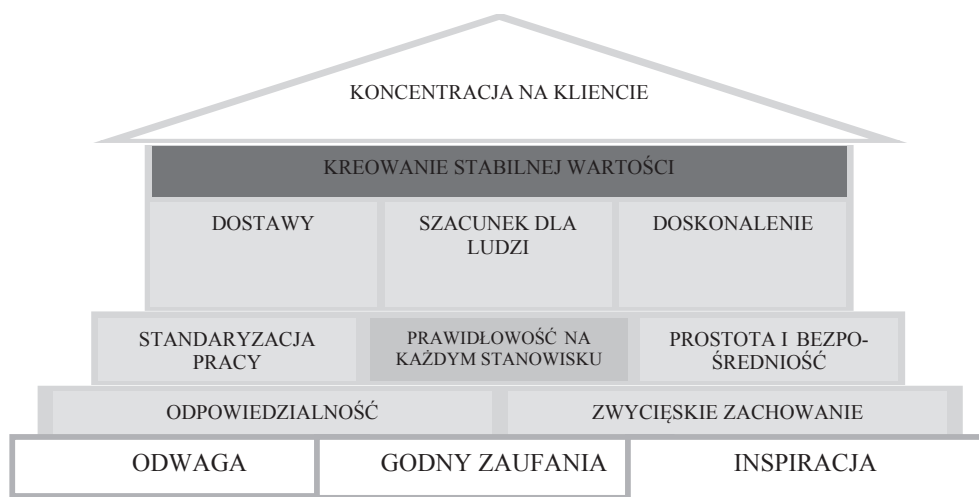 KONCENTRACJA NA KLIENCIE
KREOWANIE STABILNEJ WARTOŚCI
DOSTAWY
SZACUNEK DLA
LUDZI
DOSKONALENIE
STANDARYZACJA
PRACY
PRAWIDŁOWOŚĆ NA
KAŻDYM STANOWISKU
PROSTOTA I BEZPO-
ŚREDNIOŚĆ
ODPOWIEDZIALNOŚĆ
ZWYCIĘSKIE ZACHOWANIE
ODWAGA
GODNY ZAUFANIA
INSPIRACJA